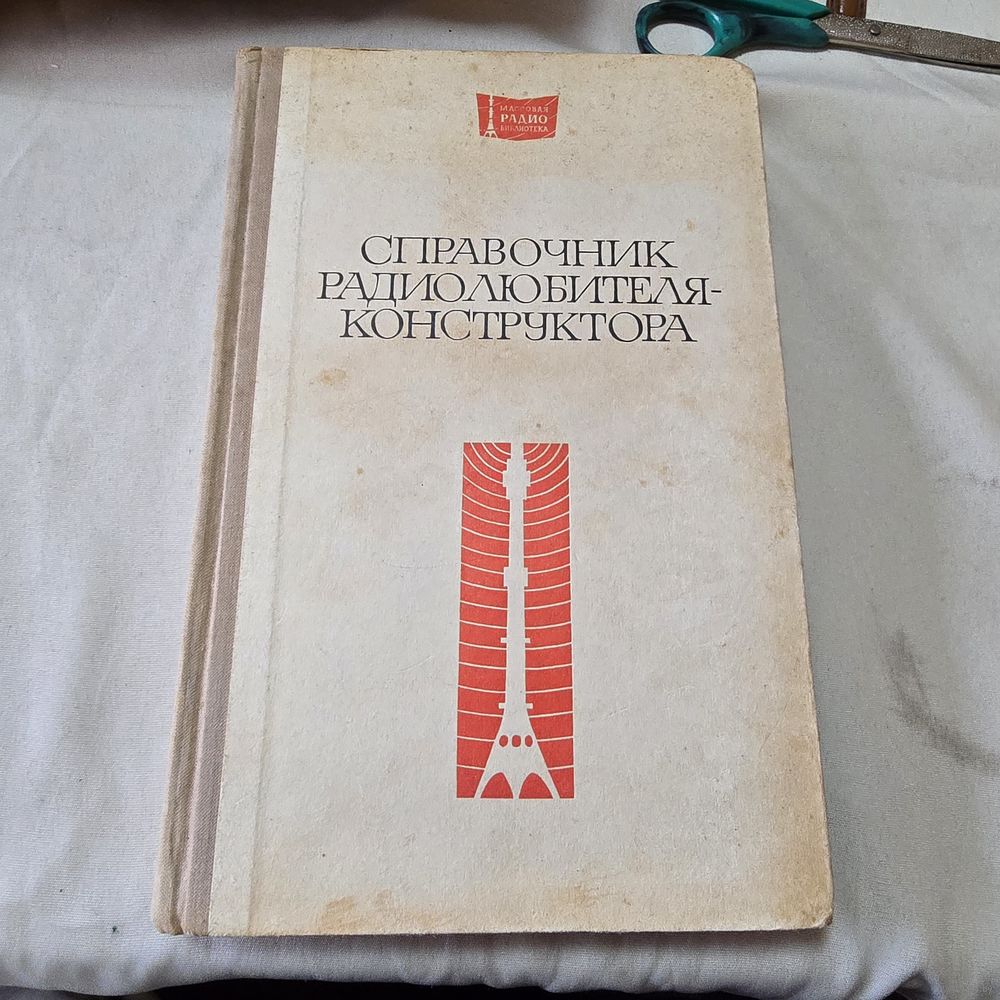 МАССОВАЯ
РАДИО
БИБЛИОТЕКА
СПРАВОЧНИК
РАДИОЛЮБИТЕЛЯ-
КОНСТРУКТОРА